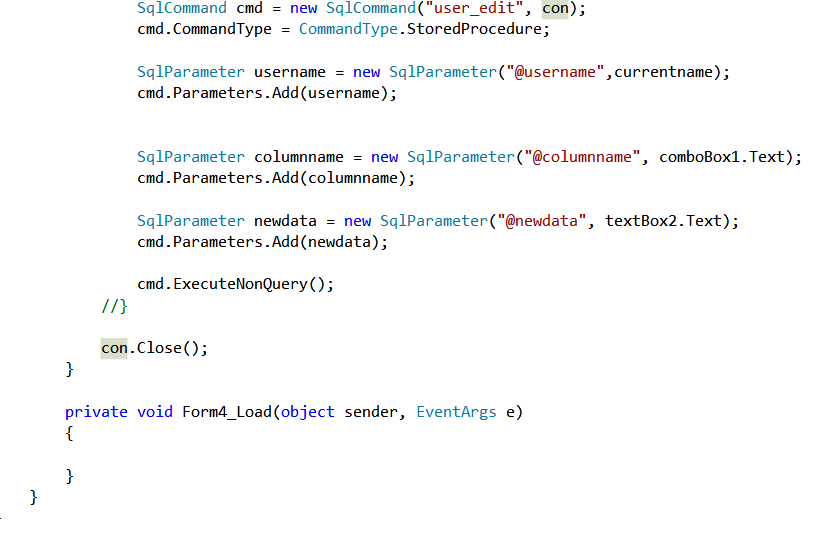 SqlCommand cmd = new SqlCommand("user_edit", con);
cmd.CommandType = CommandType.StoredProcedure;
SqlParameter username = new SqlParameter("@username",currentname);
cmd.Parameters.Add(username);
SqlParameter columnname = new SqlParameter("@columnname", comboBox1.Text);
cmd.Parameters.Add(columnname);
SqlParameter newdata = new SqlParameter("@newdata", textBox2.Text);
cmd.Parameters.Add(newdata);
cmd.ExecuteNonQuery();
//}
con.Close();
}
private void Form4_Load(object sender, EventArgs e)
{
}
}